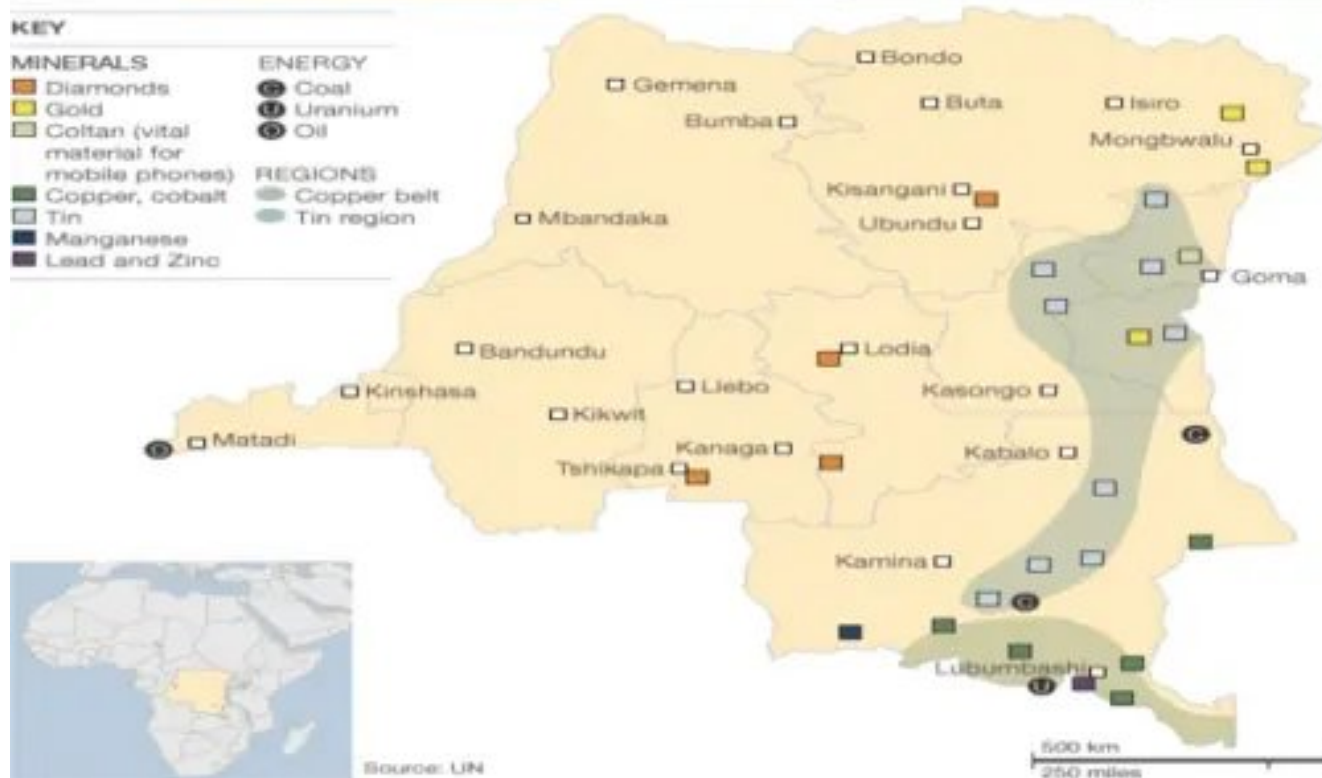 KEY
MINERALS
Diamonds
Gold
Coltan (vital
material for
mobile phones)
Copper, cobalt
Tin
Manganese
Lead and Zinc
ENERGY
C Coal
U Uranium
O Oil
REGIONS
Copper belt
Tin region
Bondo
Gemena
Buta
Isiro
Bumba
Mongbwalu
Kisangani
Mbandaka
Ubundu
Goma
Bandundu
Lodia
Kinshasa
Llebo
Kasongo
Kikwit
Matadi
O
C
Kanaga
Kabalo
Tshikapa
Kamina
C
Lubumbashi
U
500 km
250 miles
Source: UN